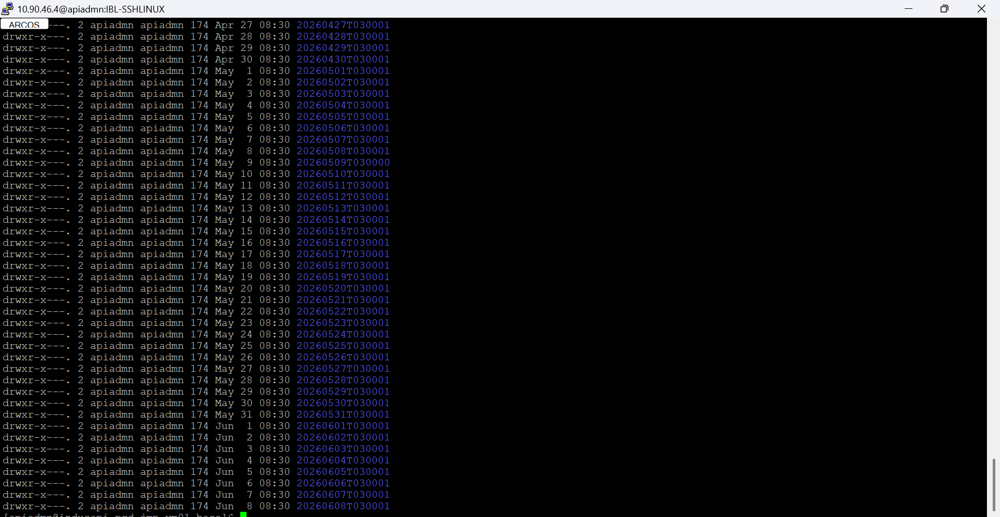 10.90.46.4@apiadmn:IBL-SSHLINUX
ARCOS ---. 2 apiadmn apiadmn 174 Apr 27 08:30 20260427T030001
drwxr-x---. 2 apiadmn apiadmn 174 Apr 28 08:30 20260428T030001
drwxr-x---. 2 apiadmn apiadmn 174 Apr 29 08:30 20260429T030001
drwxr-x---. 2 apiadmn apiadmn 174 Apr 30 08:30 20260430T030001
drwxr-x---. 2 apiadmn apiadmn 174 May  1 08:30 20260501T030001
drwxr-x---. 2 apiadmn apiadmn 174 May  2 08:30 20260502T030001
drwxr-x---. 2 apiadmn apiadmn 174 May  3 08:30 20260503T030001
drwxr-x---. 2 apiadmn apiadmn 174 May  4 08:30 20260504T030001
drwxr-x---. 2 apiadmn apiadmn 174 May  5 08:30 20260505T030001
drwxr-x---. 2 apiadmn apiadmn 174 May  6 08:30 20260506T030001
drwxr-x---. 2 apiadmn apiadmn 174 May  7 08:30 20260507T030001
drwxr-x---. 2 apiadmn apiadmn 174 May  8 08:30 20260508T030001
drwxr-x---. 2 apiadmn apiadmn 174 May  9 08:30 20260509T030000
drwxr-x---. 2 apiadmn apiadmn 174 May 10 08:30 20260510T030001
drwxr-x---. 2 apiadmn apiadmn 174 May 11 08:30 20260511T030001
drwxr-x---. 2 apiadmn apiadmn 174 May 12 08:30 20260512T030001
drwxr-x---. 2 apiadmn apiadmn 174 May 13 08:30 20260513T030001
drwxr-x---. 2 apiadmn apiadmn 174 May 14 08:30 20260514T030001
drwxr-x---. 2 apiadmn apiadmn 174 May 15 08:30 20260515T030001
drwxr-x---. 2 apiadmn apiadmn 174 May 16 08:30 20260516T030001
drwxr-x---. 2 apiadmn apiadmn 174 May 17 08:30 20260517T030001
drwxr-x---. 2 apiadmn apiadmn 174 May 18 08:30 20260518T030001
drwxr-x---. 2 apiadmn apiadmn 174 May 19 08:30 20260519T030001
drwxr-x---. 2 apiadmn apiadmn 174 May 20 08:30 20260520T030001
drwxr-x---. 2 apiadmn apiadmn 174 May 21 08:30 20260521T030001
drwxr-x---. 2 apiadmn apiadmn 174 May 22 08:30 20260522T030001
drwxr-x---. 2 apiadmn apiadmn 174 May 23 08:30 20260523T030001
drwxr-x---. 2 apiadmn apiadmn 174 May 24 08:30 20260524T030001
drwxr-x---. 2 apiadmn apiadmn 174 May 25 08:30 20260525T030001
drwxr-x---. 2 apiadmn apiadmn 174 May 26 08:30 20260526T030001
drwxr-x---. 2 apiadmn apiadmn 174 May 27 08:30 20260527T030001
drwxr-x---. 2 apiadmn apiadmn 174 May 28 08:30 20260528T030001
drwxr-x---. 2 apiadmn apiadmn 174 May 29 08:30 20260529T030001
drwxr-x---. 2 apiadmn apiadmn 174 May 30 08:30 20260530T030001
drwxr-x---. 2 apiadmn apiadmn 174 May 31 08:30 20260531T030001
drwxr-x---. 2 apiadmn apiadmn 174 Jun  1 08:30 20260601T030001
drwxr-x---. 2 apiadmn apiadmn 174 Jun  2 08:30 20260602T030001
drwxr-x---. 2 apiadmn apiadmn 174 Jun  3 08:30 20260603T030001
drwxr-x---. 2 apiadmn apiadmn 174 Jun  4 08:30 20260604T030001
drwxr-x---. 2 apiadmn apiadmn 174 Jun  5 08:30 20260605T030001
drwxr-x---. 2 apiadmn apiadmn 174 Jun  6 08:30 20260606T030001
drwxr-x---. 2 apiadmn apiadmn 174 Jun  7 08:30 20260607T030001
drwxr-x---. 2 apiadmn apiadmn 174 Jun  8 08:30 20260608T030001